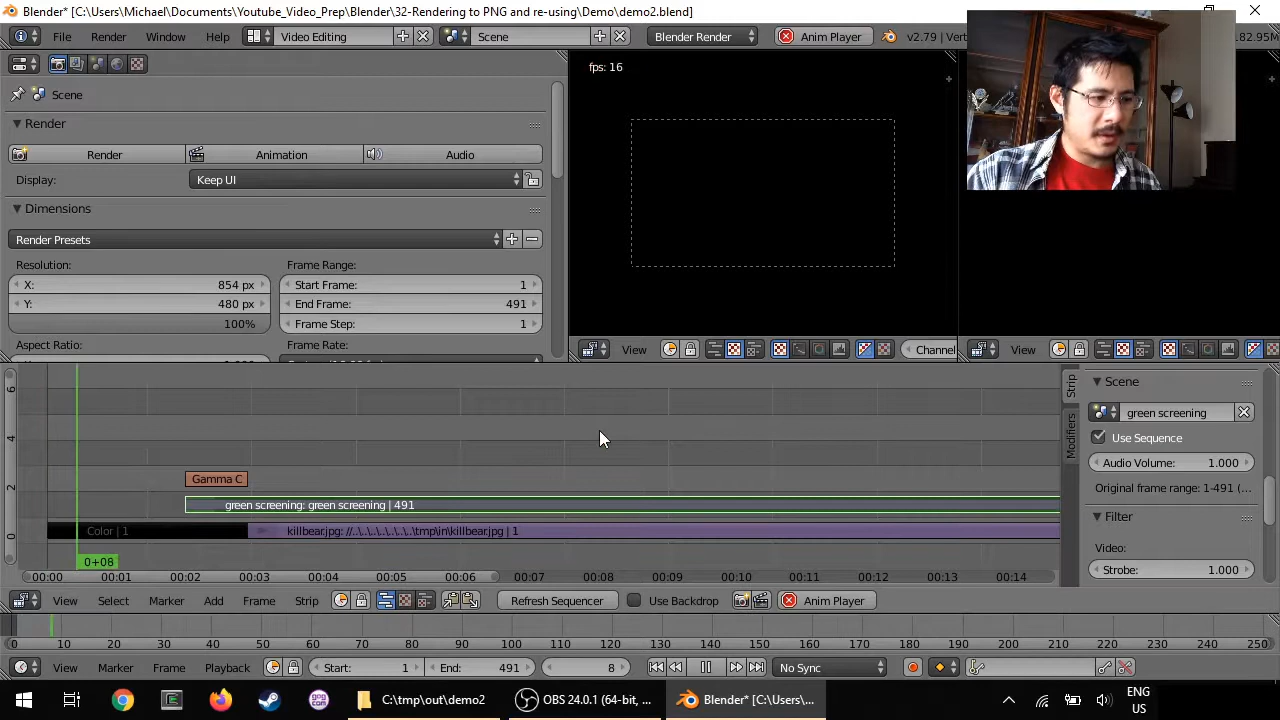 Blender* [C:\Users\Michael\Documents\Youtube_Video_Prep\Blender\32-Rendering to PNG and re-using\Demo\demo2.blend]
File Render Window Help Video Editing Scene Blender Render Anim Player v2.79 | Vert 82.95M
Scene
fps: 16
Render
Render Animation Audio
Display: Keep UI
Dimensions
Render Presets
Resolution: Frame Range:
X: 854 px Start Frame: 1
Y: 480 px End Frame: 491
100% Frame Step: 1
Aspect Ratio: Frame Rate:
View Channel View
Scene
green screening
Use Sequence
Audio Volume: 1.000
Original frame range: 1-491 (...
Filter
Video:
Strobe: 1.000
Strip
Modifiers
6
4
2
0
Gamma C
green screening: green screening | 491
Color | 1 killbear.jpg: //..\..\..\..\..\..\tmp\in\killbear.jpg | 1
0+08
00:00 00:01 00:02 00:03 00:04 00:05 00:06 00:07 00:08 00:09 00:10 00:11 00:12 00:13 00:14
View Select Marker Add Frame Strip Refresh Sequencer Use Backdrop Anim Player
0 10 20 30 40 50 60 70 80 90 100 110 120 130 140 150 160 170 180 190 200 210 220 230 240 250
View Marker Frame Playback Start: 1 End: 491 8 No Sync
C:\tmp\out\demo2 OBS 24.0.1 (64-bit, ... Blender* [C:\Users\... ENG
US